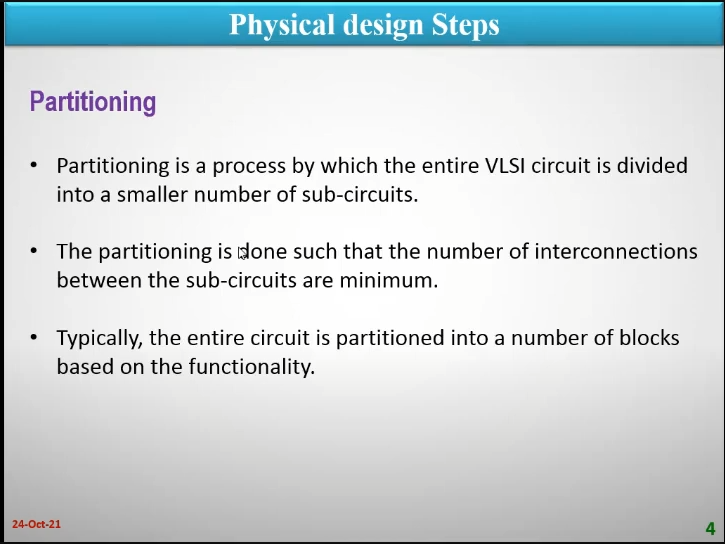 Physical design Steps
Partitioning
• Partitioning is a process by which the entire VLSI circuit is divided
into a smaller number of sub-circuits.
• The partitioning is done such that the number of interconnections
between the sub-circuits are minimum.
• Typically, the entire circuit is partitioned into a number of blocks
based on the functionality.
24-Oct-21
4